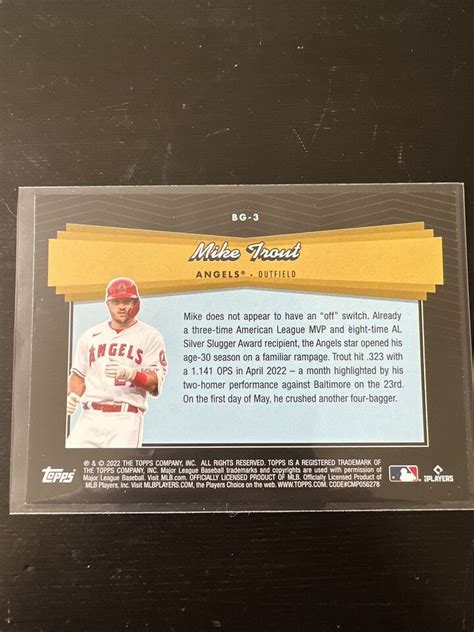 BG-3
Mike Trout
ANGELS® • OUTFIELD
Mike does not appear to have an "off" switch. Already
a three-time American League MVP and eight-time AL
Silver Slugger Award recipient, the Angels star opened his
age-30 season on a familiar rampage. Trout hit .323 with
a 1.141 OPS in April 2022 – a month highlighted by his
two-homer performance against Baltimore on the 23rd.
On the first day of May, he crushed another four-bagger.
ANGELS
2
Topps
® & © 2022 THE TOPPS COMPANY, INC. ALL RIGHTS RESERVED. TOPPS IS A REGISTERED TRADEMARK OF
THE TOPPS COMPANY, INC. Major League Baseball trademarks and copyrights are used with permission of
Major League Baseball. Visit MLB.com. OFFICIALLY LICENSED PRODUCT OF MLB. Officially Licensed Product of
MLB Players, Inc. Visit MLBPLAYERS.com, the Players Choice on the web. WWW.TOPPS.COM. CODE#CMP056278
PLAYERS